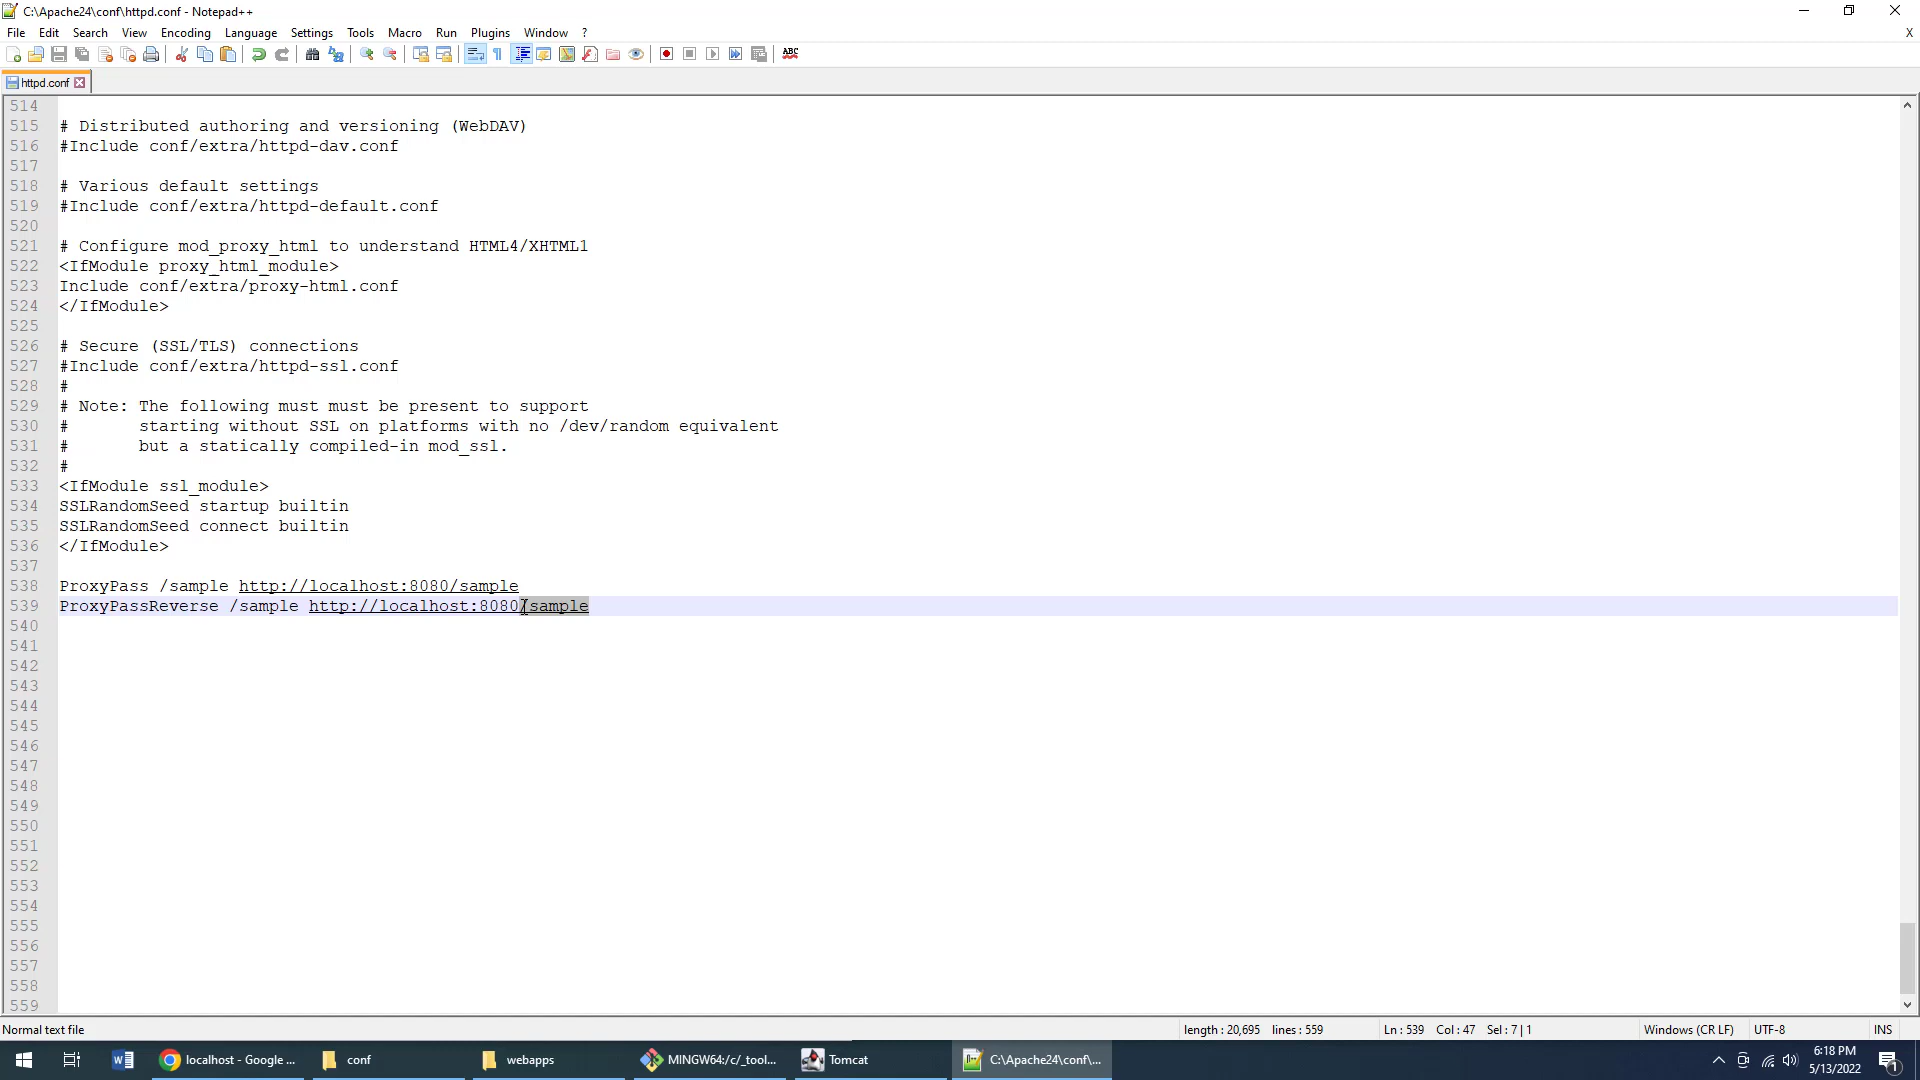 C:\Apache24\conf\httpd.conf - Notepad++
File Edit Search View Encoding Language Settings Tools Macro Run Plugins Window ? X
ABC
httpd.conf
514
515 # Distributed authoring and versioning (WebDAV)
516 #Include conf/extra/httpd-dav.conf
517
518 # Various default settings
519 #Include conf/extra/httpd-default.conf
520
521 # Configure mod_proxy_html to understand HTML4/XHTML1
522 <IfModule proxy_html_module>
523 Include conf/extra/proxy-html.conf
524 </IfModule>
525
526 # Secure (SSL/TLS) connections
527 #Include conf/extra/httpd-ssl.conf
528 #
529 # Note: The following must must be present to support
530 #       starting without SSL on platforms with no /dev/random equivalent
531 #       but a statically compiled-in mod_ssl.
532 #
533 <IfModule ssl_module>
534 SSLRandomSeed startup builtin
535 SSLRandomSeed connect builtin
536 </IfModule>
537
538 ProxyPass /sample http://localhost:8080/sample
539 ProxyPassReverse /sample http://localhost:8080/sample
540
541
542
543
544
545
546
547
548
549
550
551
552
553
554
555
556
557
558
559
Normal text file length : 20,695 lines : 559 Ln : 539 Col : 47 Sel : 7 | 1 Windows (CR LF) UTF-8 INS
localhost - Google ... conf webapps MINGW64:/c/_tool... Tomcat C:\Apache24\conf\... 6:18 PM
5/13/2022
1